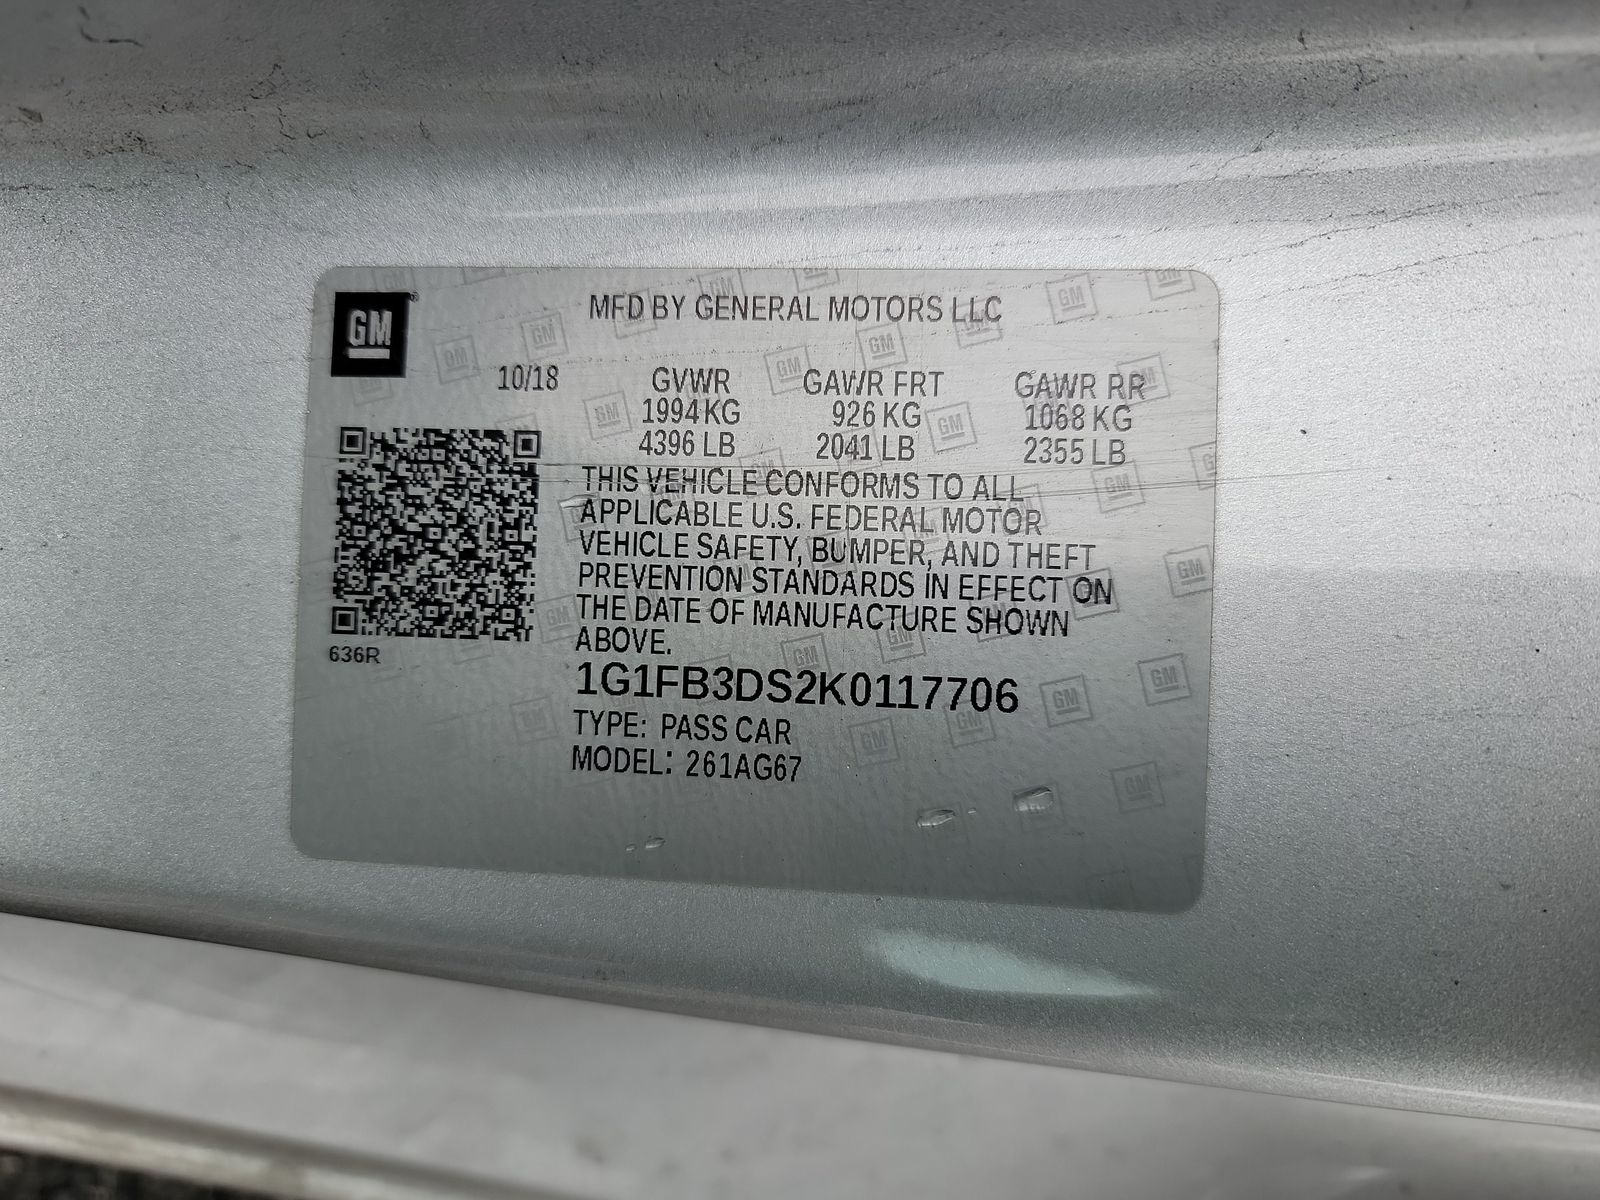 GM
MFD BY GENERAL MOTORS LLC
10/18 GVWR GAWR FRT GAWR RR
1994 KG 926 KG 1068 KG
4396 LB 2041 LB 2355 LB
THIS VEHICLE CONFORMS TO ALL
APPLICABLE U.S. FEDERAL MOTOR
VEHICLE SAFETY, BUMPER, AND THEFT
PREVENTION STANDARDS IN EFFECT ON
THE DATE OF MANUFACTURE SHOWN
ABOVE.
636R
1G1FB3DS2K0117706
TYPE: PASS CAR
MODEL: 261AG67